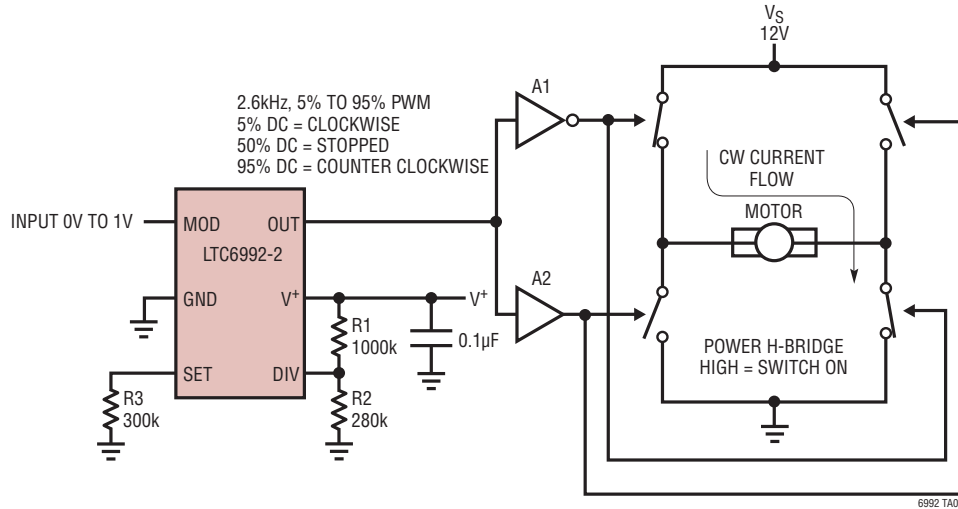 VS
12V
A1
2.6kHz, 5% TO 95% PWM
5% DC = CLOCKWISE
50% DC = STOPPED
95% DC = COUNTER CLOCKWISE
CW CURRENT
FLOW
MOTOR
INPUT 0V TO 1V
MOD
OUT
LTC6992-2
A2
GND
V+
V+
R1
1000k
0.1µF
POWER H-BRIDGE
HIGH = SWITCH ON
SET
DIV
R3
300k
R2
280k
6992 TA0